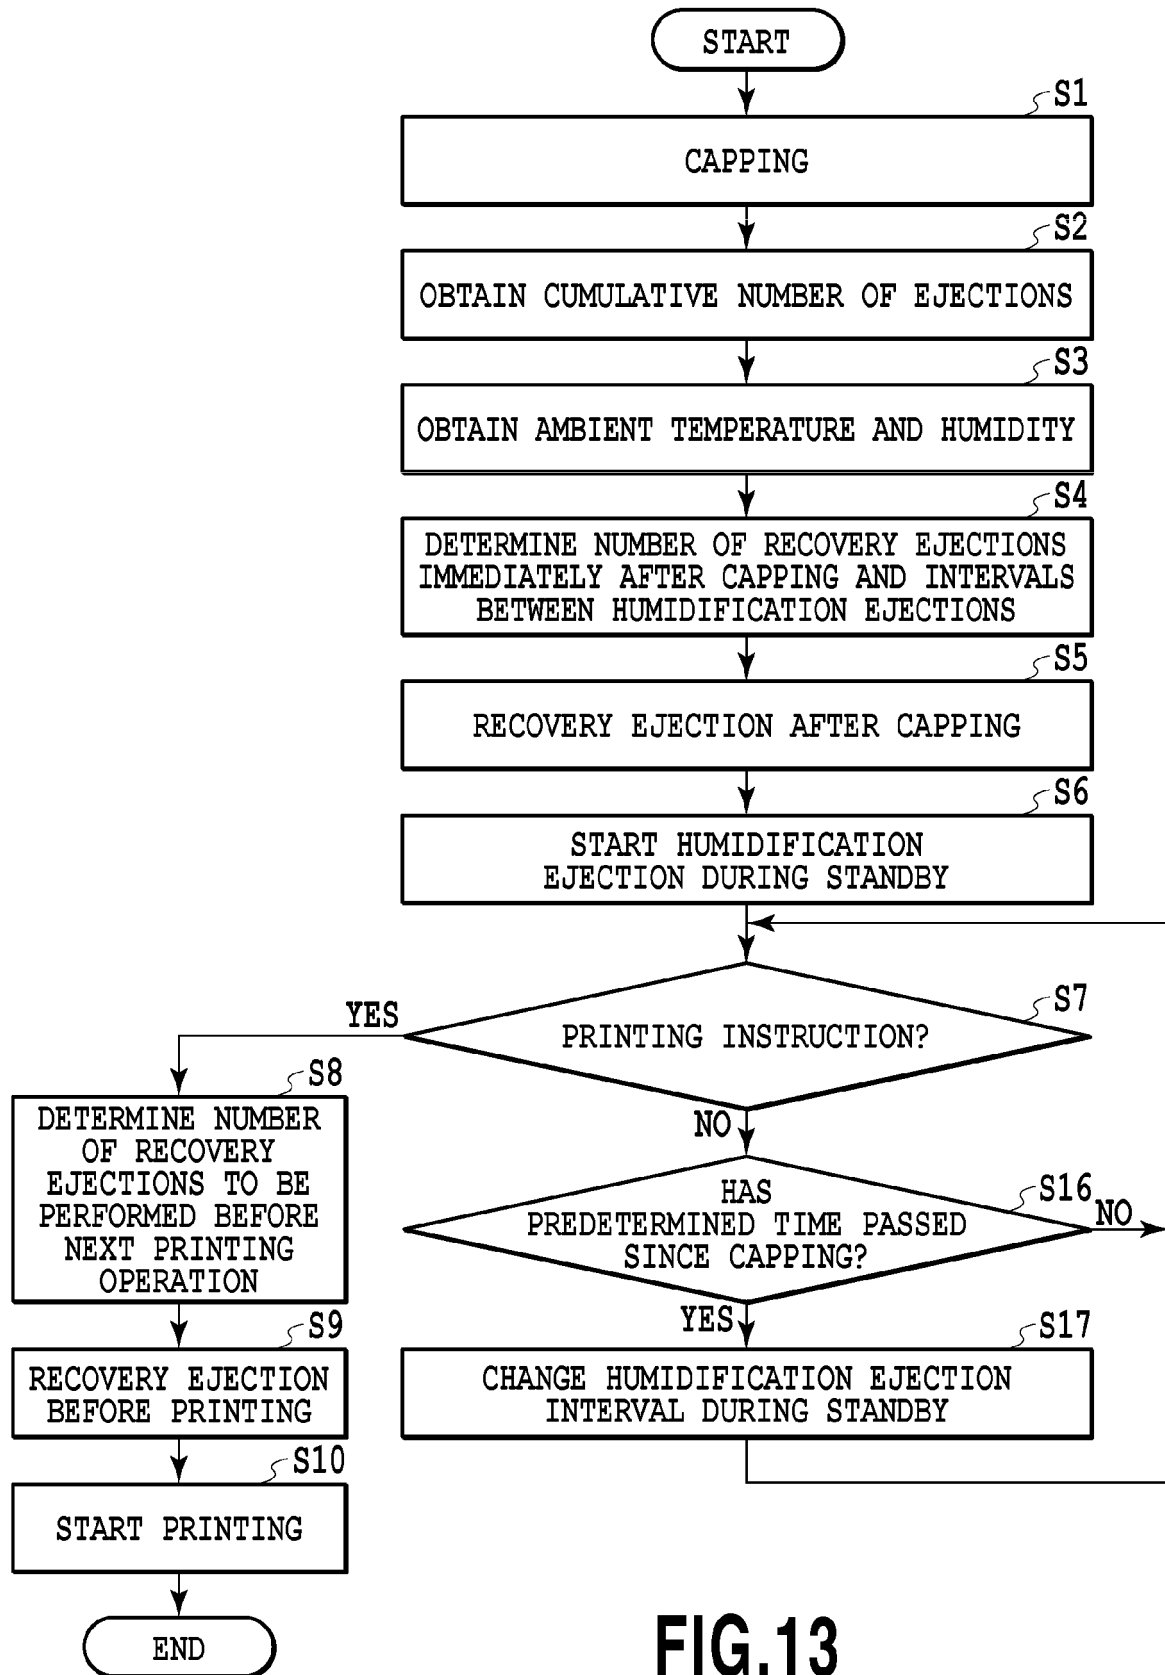 START
S1
CAPPING
S2
OBTAIN CUMULATIVE NUMBER OF EJECTIONS
S3
OBTAIN AMBIENT TEMPERATURE AND HUMIDITY
S4
DETERMINE NUMBER OF RECOVERY EJECTIONS
IMMEDIATELY AFTER CAPPING AND INTERVALS
BETWEEN HUMIDIFICATION EJECTIONS
S5
RECOVERY EJECTION AFTER CAPPING
S6
START HUMIDIFICATION
EJECTION DURING STANDBY
S7
PRINTING INSTRUCTION?
YES
NO
S8
DETERMINE NUMBER
OF RECOVERY
EJECTIONS TO BE
PERFORMED BEFORE
NEXT PRINTING
OPERATION
S16
HAS
PREDETERMINED TIME PASSED
SINCE CAPPING?
NO
YES
S9
RECOVERY EJECTION
BEFORE PRINTING
S17
CHANGE HUMIDIFICATION EJECTION
INTERVAL DURING STANDBY
S10
START PRINTING
END
FIG.13